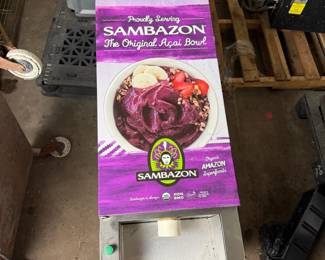 Proudly Serving
SAMBAZON
The Original Açaí Bowl
SAMBAZON
Organic
AMAZON
Superfoods